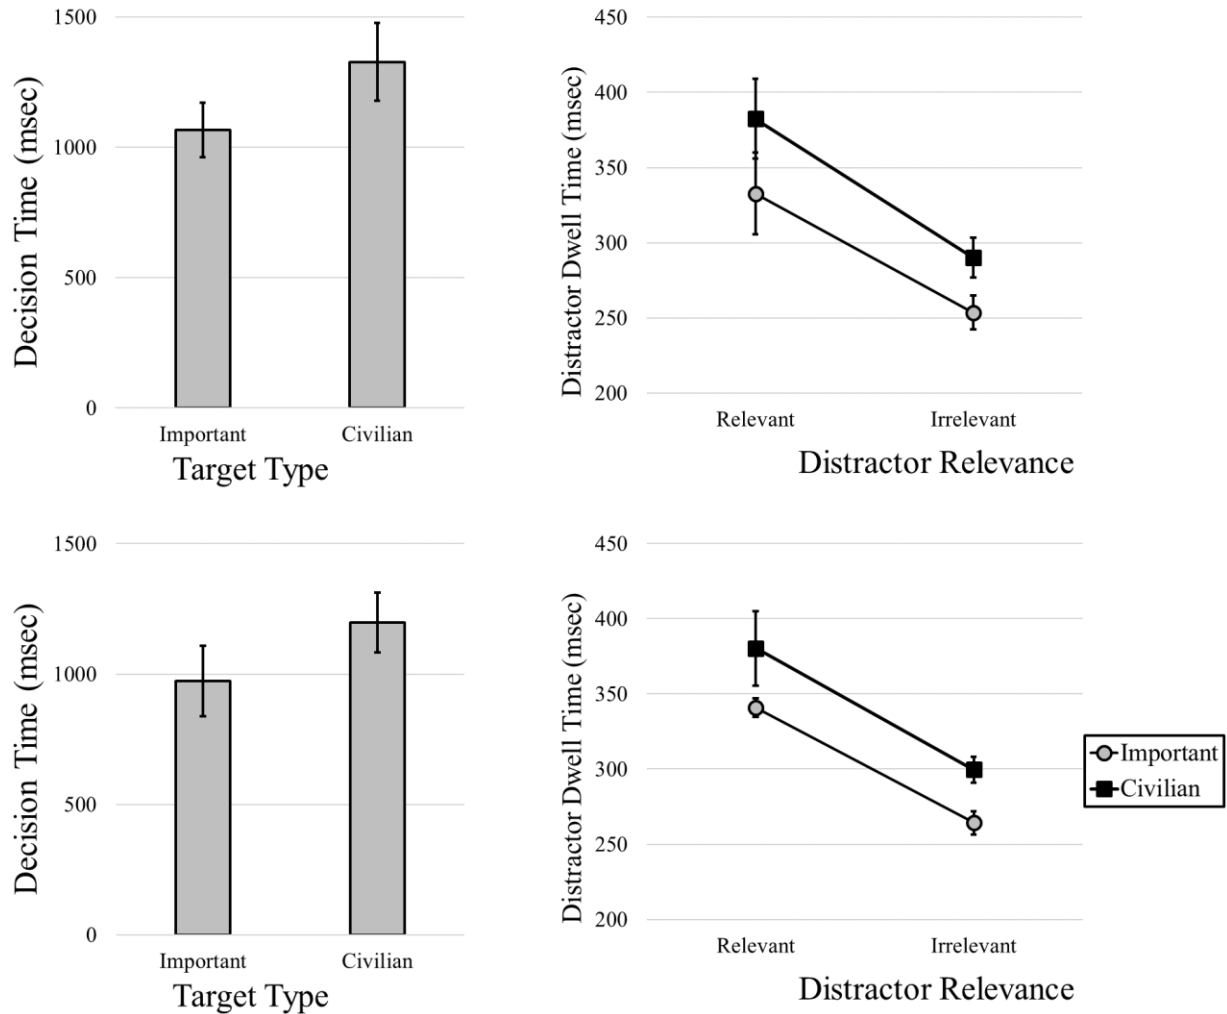 1500
1000
500
0
Decision Time (msec)
Important
Civilian
Target Type
450
400
350
300
250
200
Distractor Dwell Time (msec)
Relevant
Irrelevant
Distractor Relevance
1500
1000
500
0
Decision Time (msec)
Important
Civilian
Target Type
450
400
350
300
250
200
Distractor Dwell Time (msec)
Relevant
Irrelevant
Distractor Relevance
Important
Civilian